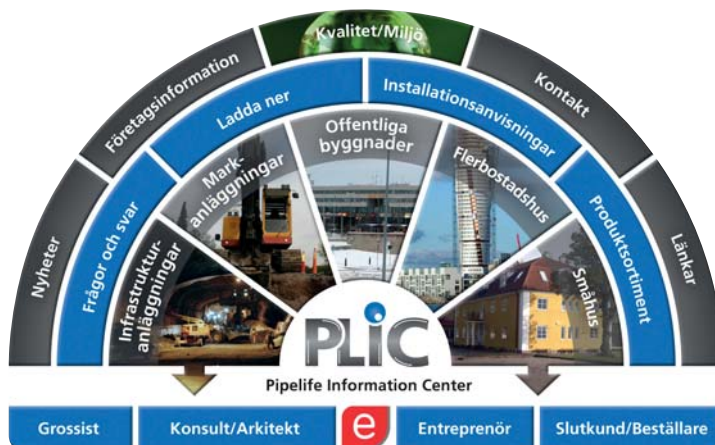 Kvalitet/Miljö
Företagsinformation
Kontakt
Nyheter
Länkar
Ladda ner
Installationsanvisningar
Frågor och svar
Produktsortiment
Offentliga
byggnader
Mark-
anläggningar
Flerbostadshus
Infrastruktur-
anläggningar
Småhus
PLiC
Pipelife Information Center
Grossist
Konsult/Arkitekt
e
Entreprenör
Slutkund/Beställare